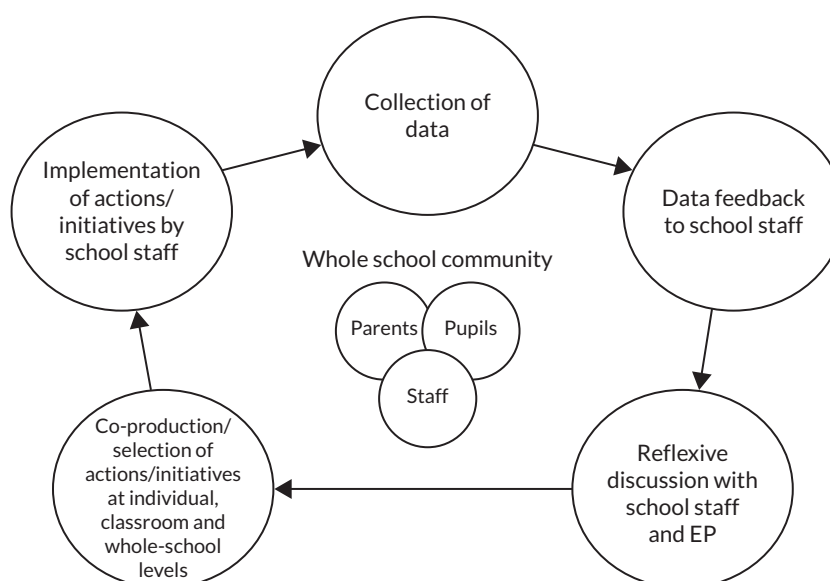 Collection of
data
Data feedback
to school staff
Reflexive
discussion with
school staff
and EP
Co-production/
selection of
actions/initiatives
at individual,
classroom and
whole-school
levels
Implementation
of actions/
initiatives by
school staff
Whole school community
Parents
Pupils
Staff